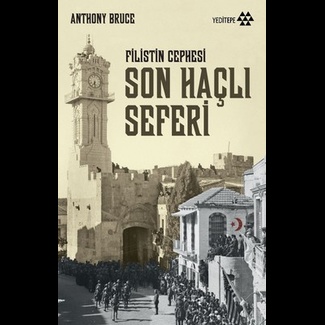 ANTHONY BRUCE
YEDİTEPE
FİLİSTİN CEPHESİ
SON HAÇLI
SEFERİ